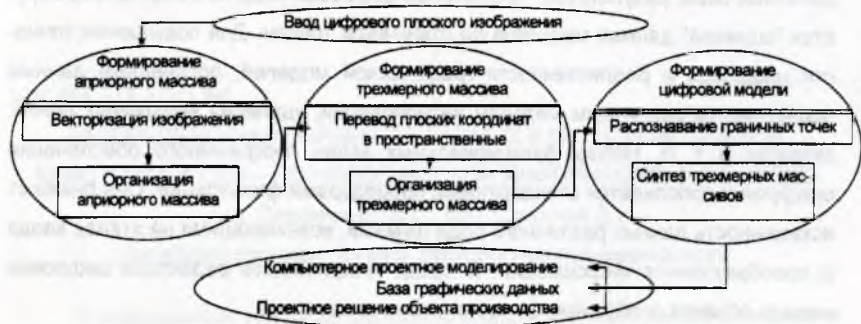 Ввод цифрового плоского изображения
Формирование
априорного массива
Векторизация изображения
Организация
априорного массива
Формирование
трехмерного массива
Перевод плоских координат
в пространственные
Организация
трехмерного массива
Формирование
цифровой модели
Распознавание граничных точек
Синтез трехмерных мас-
сивов
Компьютерное проектное моделирование
База графических данных
Проектное решение объекта производства